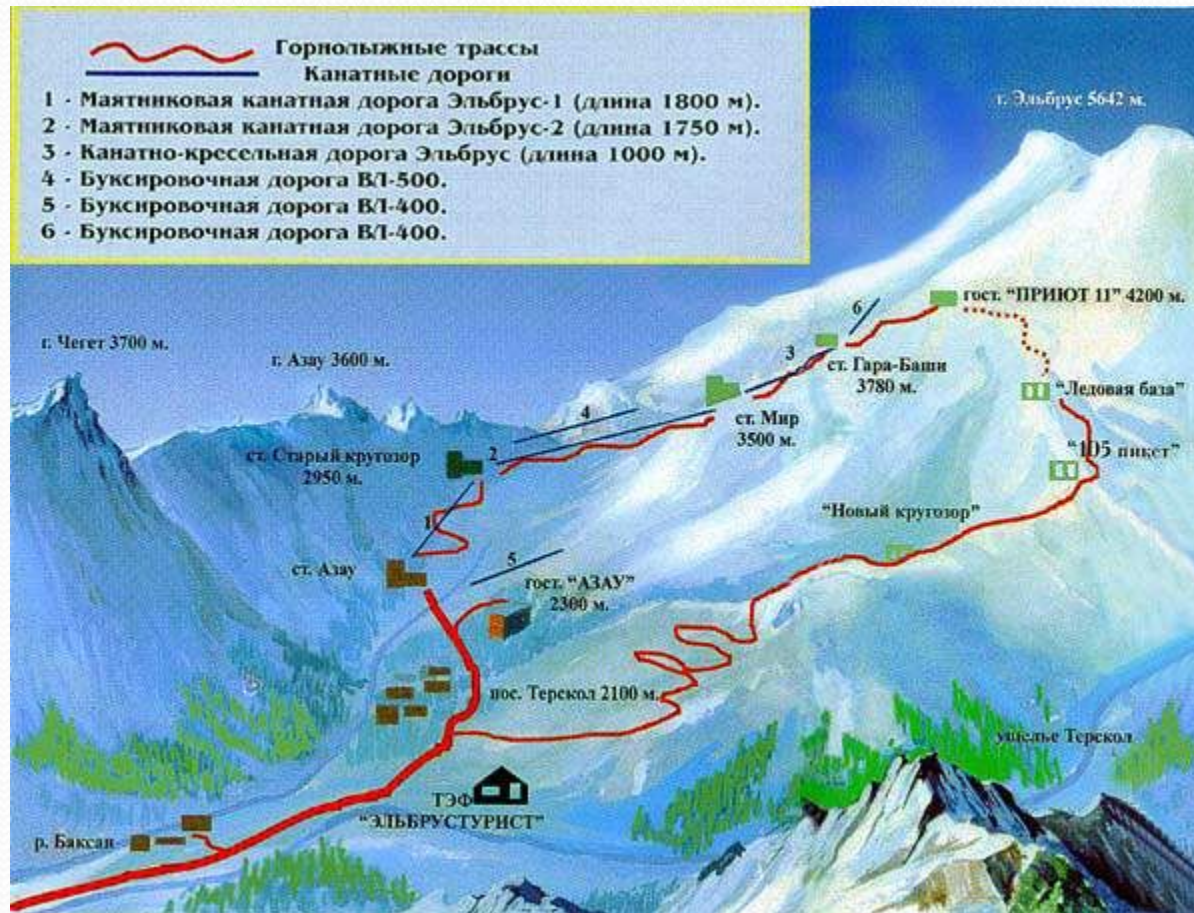 Горнолыжные трассы
Канатные дороги
1 - Маятниковая канатная дорога Эльбрус-1 (длина 1800 м).
2 - Маятниковая канатная дорога Эльбрус-2 (длина 1750 м).
3 - Канатно-кресельная дорога Эльбрус (длина 1000 м).
4 - Буксировочная дорога ВЛ-500.
5 - Буксировочная дорога ВЛ-400.
6 - Буксировочная дорога ВЛ-400.
г. Эльбрус 5642 м.
6
гост. "ПРИЮТ 11" 4200 м.
г. Чегет 3700 м.
г. Азау 3600 м.
3
ст. Гара-Баши
3780 м.
"Ледовая база"
4
ст. Мир
3500 м.
2
ст. Старый кругозор
2950 м.
"105 пикет"
"Новый кругозор"
1
5
ст. Азау
гост. "АЗАУ"
2300 м.
пос. Терскол 2100 м.
ущелье Терскол
ТЭФ
"ЭЛЬБРУСТУРИСТ"
р. Баксан